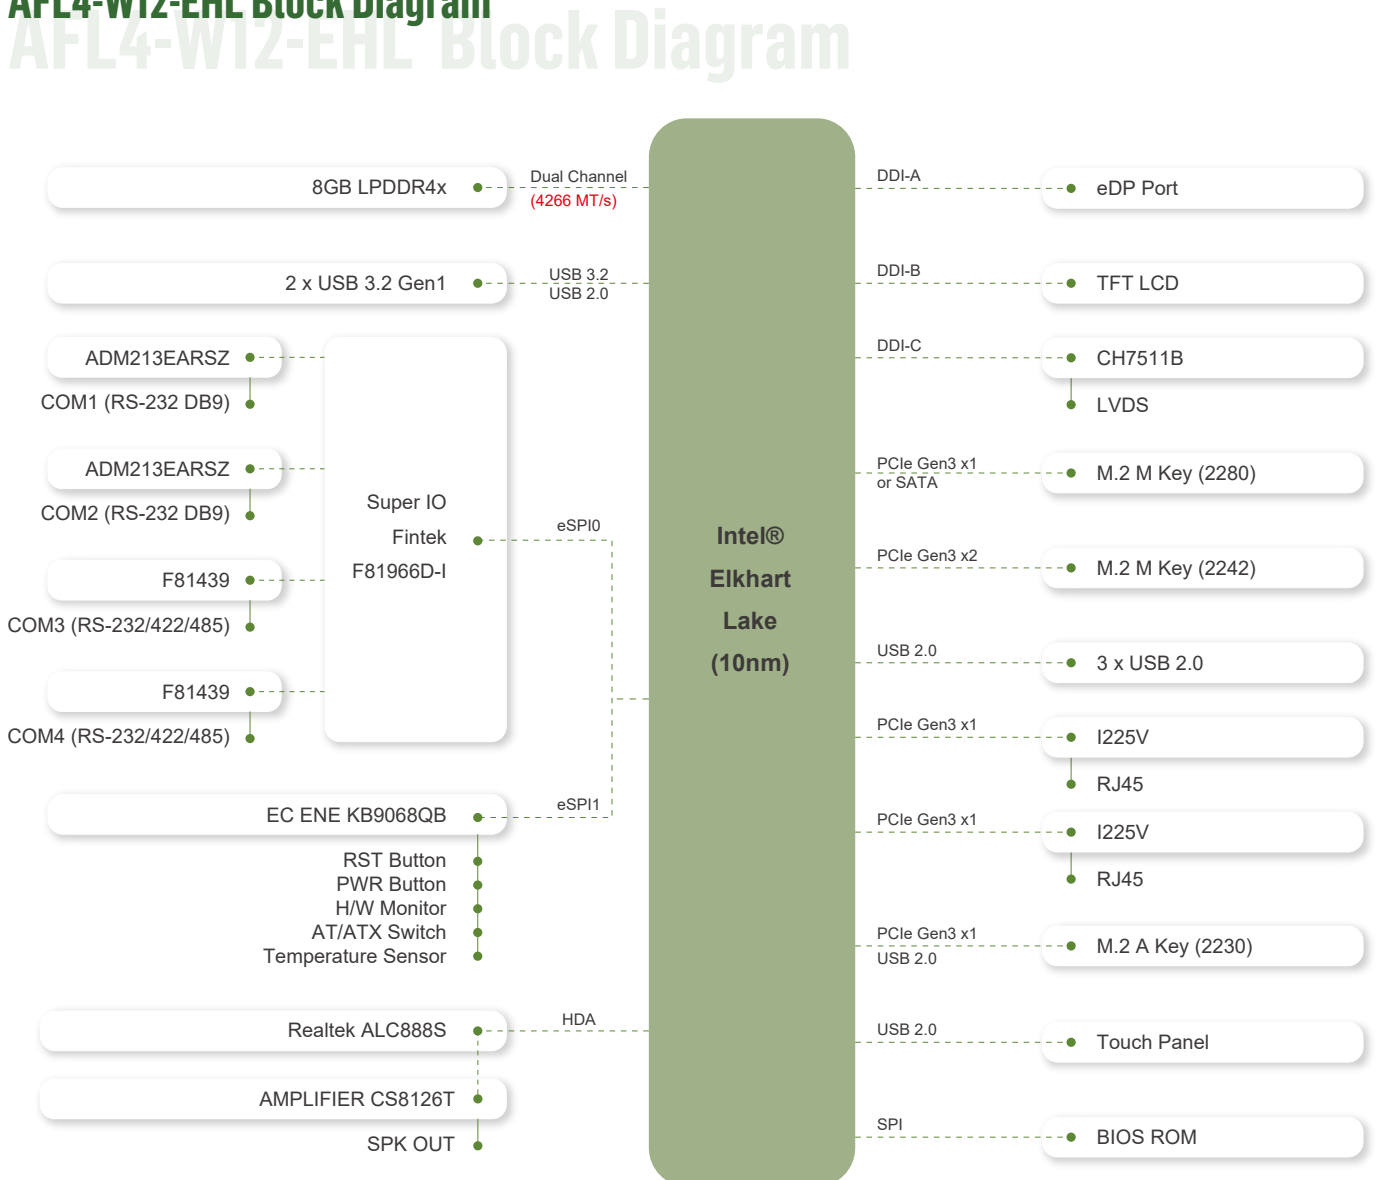 AFL4-W12-EHL Block Diagram
AFL4-W12-EHL Block Diagram
8GB LPDDR4x
Dual Channel
(4266 MT/s)
2 x USB 3.2 Gen1
USB 3.2
USB 2.0
ADM213EARSZ
COM1 (RS-232 DB9)
ADM213EARSZ
COM2 (RS-232 DB9)
F81439
COM3 (RS-232/422/485)
F81439
COM4 (RS-232/422/485)
Super IO
Fintek
F81966D-I
eSPI0
EC ENE KB9068QB
eSPI1
RST Button
PWR Button
H/W Monitor
AT/ATX Switch
Temperature Sensor
Realtek ALC888S
HDA
AMPLIFIER CS8126T
SPK OUT
Intel®
Elkhart
Lake
(10nm)
DDI-A
eDP Port
DDI-B
TFT LCD
DDI-C
CH7511B
LVDS
PCIe Gen3 x1
or SATA
M.2 M Key (2280)
PCIe Gen3 x2
M.2 M Key (2242)
USB 2.0
3 x USB 2.0
PCIe Gen3 x1
I225V
RJ45
PCIe Gen3 x1
I225V
RJ45
PCIe Gen3 x1
USB 2.0
M.2 A Key (2230)
USB 2.0
Touch Panel
SPI
BIOS ROM